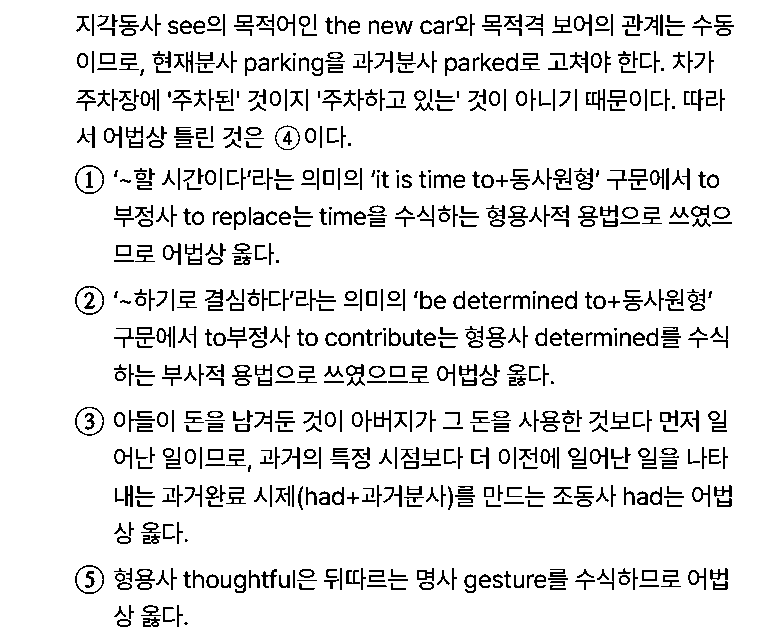 지각동사 see의 목적어인 the new car와 목적격 보어의 관계는 수동
이므로, 현재분사 parking을 과거분사 parked로 고쳐야 한다. 차가
주차장에 '주차된' 것이지 '주차하고 있는' 것이 아니기 때문이다. 따라
서 어법상 틀린 것은 ④이다.
① ‘~할 시간이다’라는 의미의 ‘it is time to+동사원형’ 구문에서 to
부정사 to replace는 time을 수식하는 형용사적 용법으로 쓰였으
므로 어법상 옳다.
② ‘~하기로 결심하다’라는 의미의 ‘be determined to+동사원형’
구문에서 to부정사 to contribute는 형용사 determined를 수식
하는 부사적 용법으로 쓰였으므로 어법상 옳다.
③ 아들이 돈을 남겨둔 것이 아버지가 그 돈을 사용한 것보다 먼저 일
어난 일이므로, 과거의 특정 시점보다 더 이전에 일어난 일을 나타
내는 과거완료 시제(had+과거분사)를 만드는 조동사 had는 어법
상 옳다.
⑤ 형용사 thoughtful은 뒤따르는 명사 gesture를 수식하므로 어법
상 옳다.